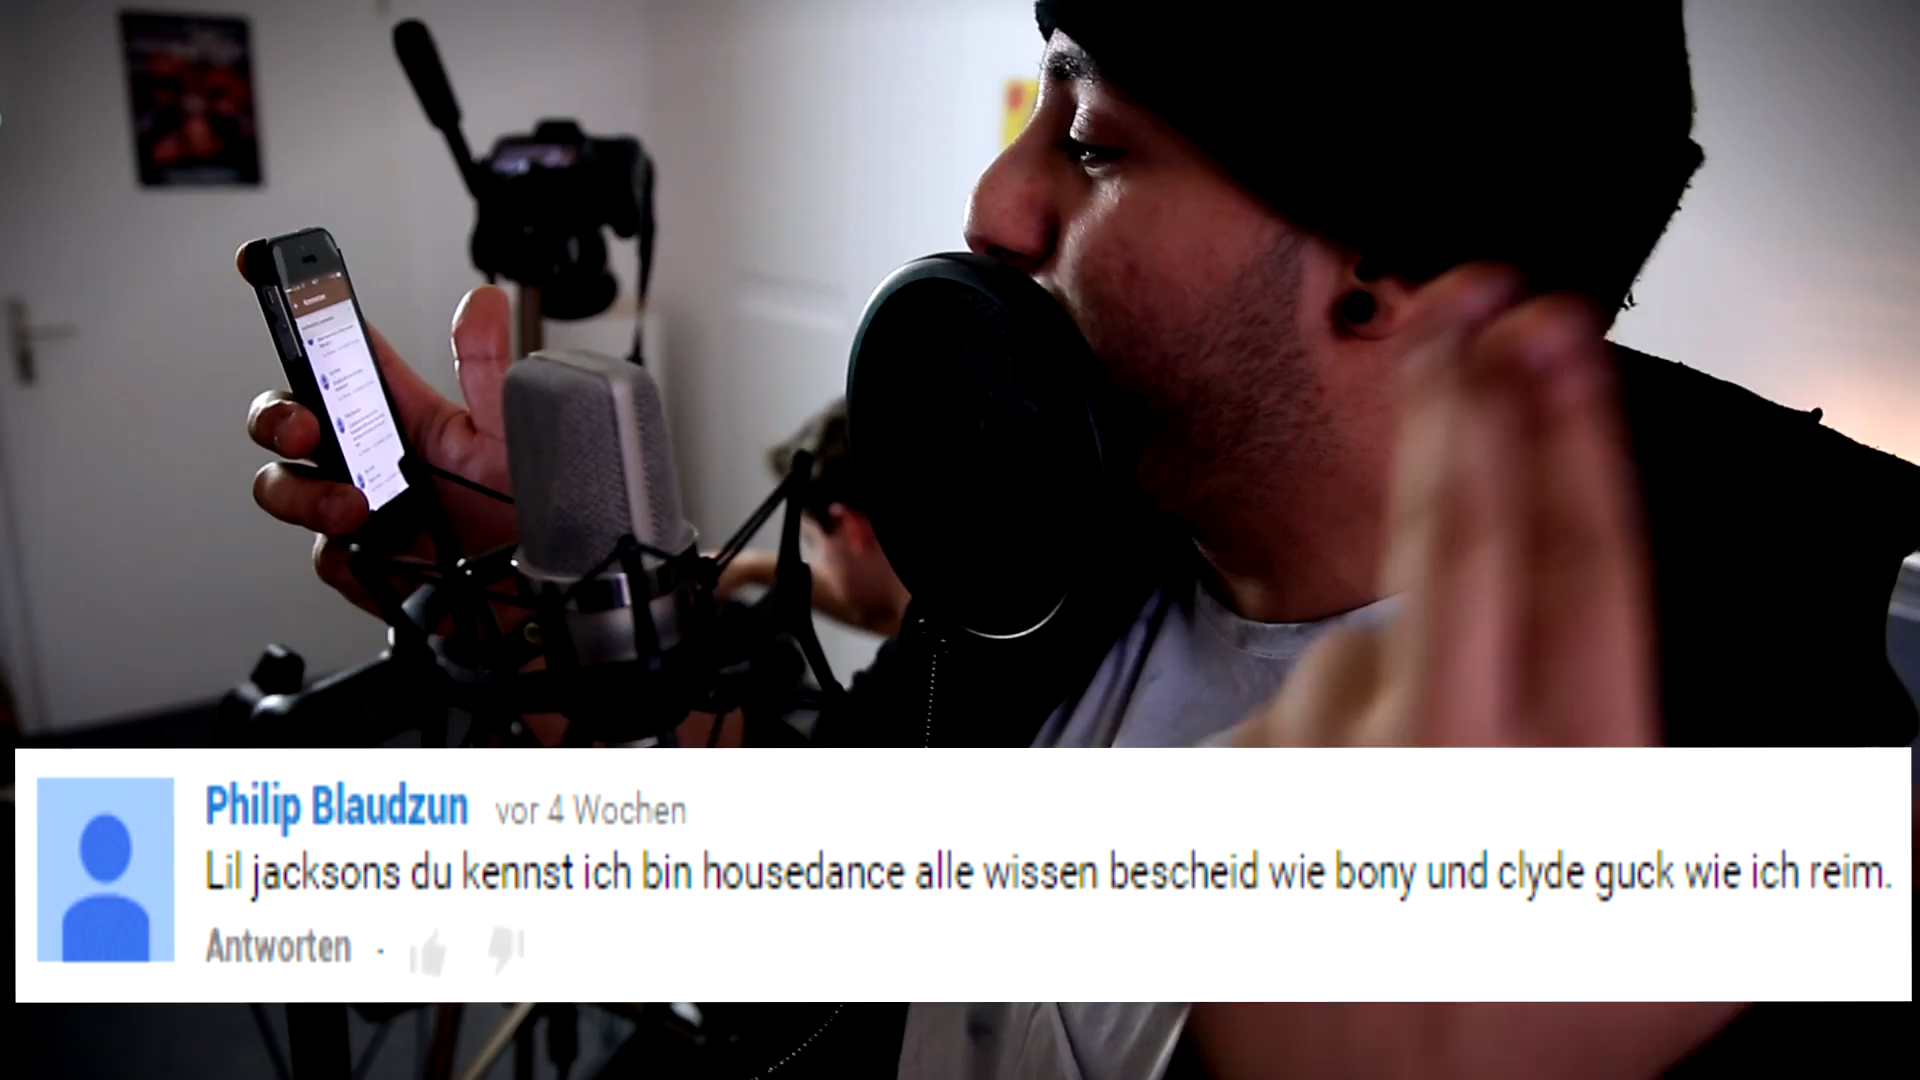 Philip Blaudzun vor 4 Wochen
Lil jacksons du kennst ich bin housedance alle wissen bescheid wie bony und clyde guck wie ich reim.
Antworten ·